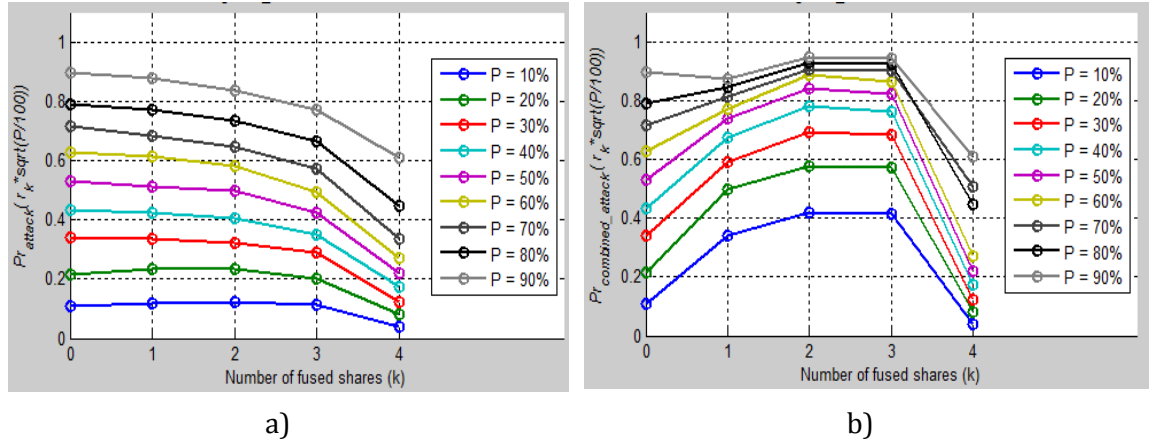 Pr_attack( r_k*sqrt(P/100))
1
0.8
0.6
0.4
0.2
0
0 1 2 3 4
Number of fused shares (k)
P = 10%
P = 20%
P = 30%
P = 40%
P = 50%
P = 60%
P = 70%
P = 80%
P = 90%
a)
Pr_combined_attack( r_k*sqrt(P/100))
1
0.8
0.6
0.4
0.2
0
0 1 2 3 4
Number of fused shares (k)
P = 10%
P = 20%
P = 30%
P = 40%
P = 50%
P = 60%
P = 70%
P = 80%
P = 90%
b)